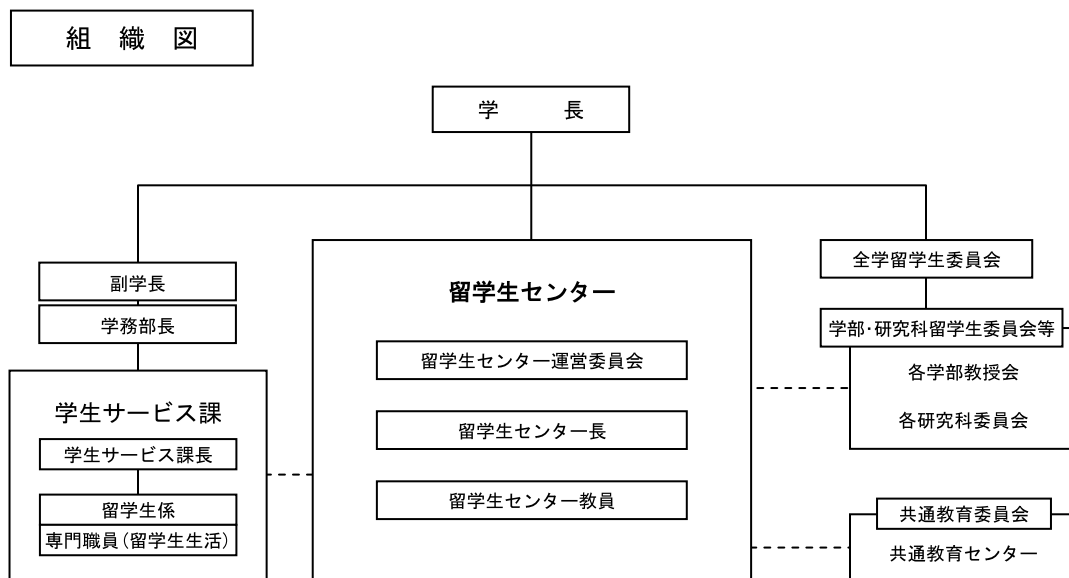 組　織　図
学　　　長
副学長
学務部長
学生サービス課
学生サービス課長
留学生係
専門職員(留学生生活)
留学生センター
留学生センター運営委員会
留学生センター長
留学生センター教員
全学留学生委員会
学部･研究科留学生委員会等
各学部教授会
各研究科委員会
共通教育委員会
共通教育センター